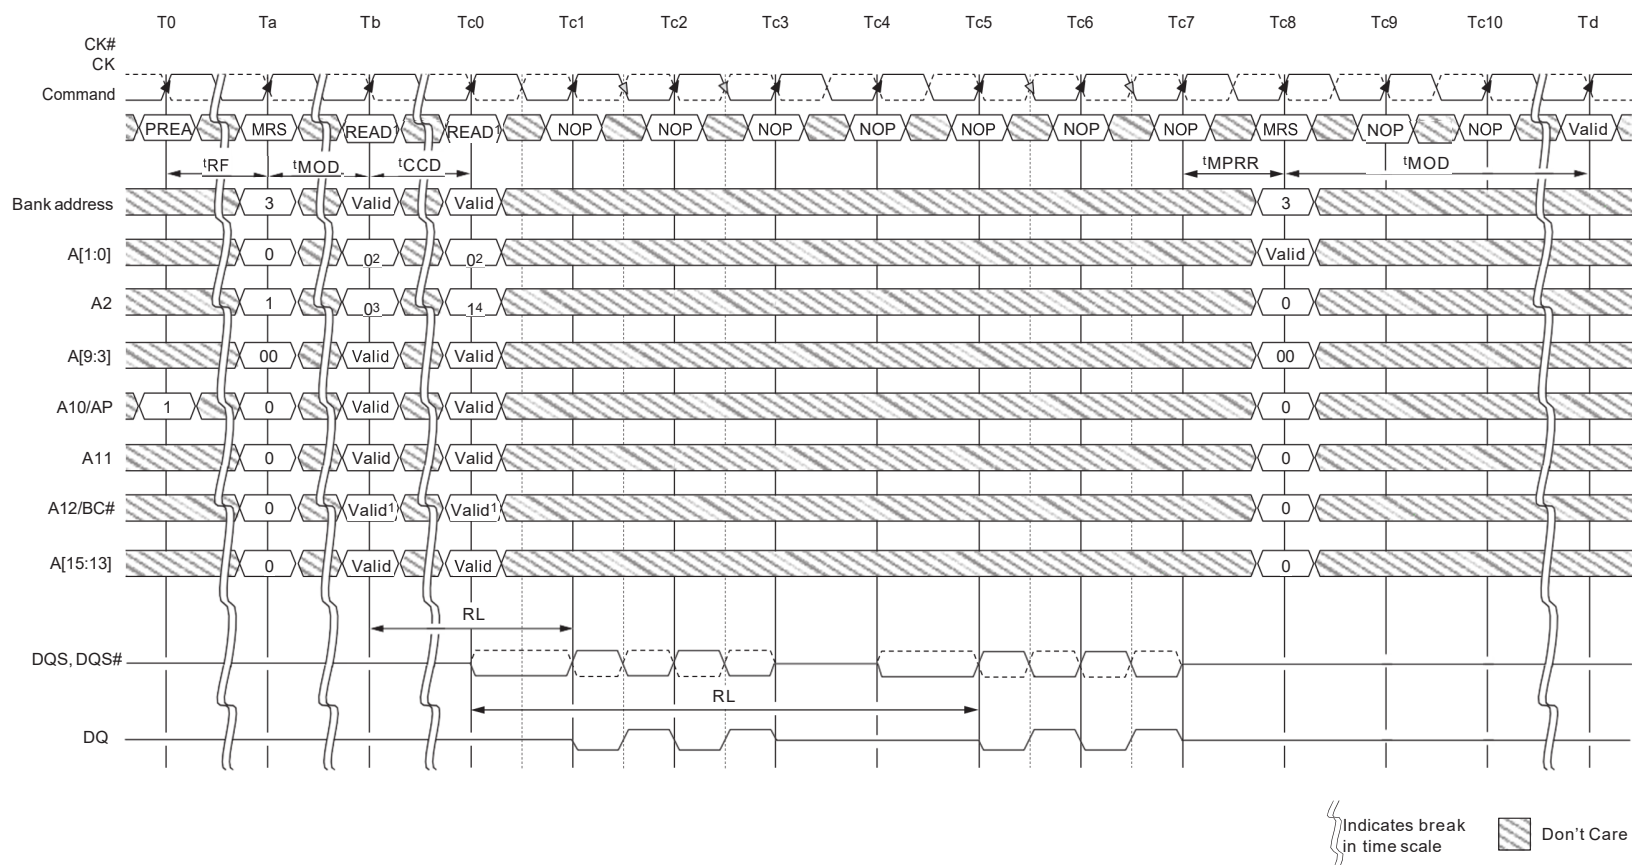 T0 Ta Tb Tc0 Tc1 Tc2 Tc3 Tc4 Tc5 Tc6 Tc7 Tc8 Tc9 Tc10 Td
CK#
CK
Command
PREA MRS READ1 READ1 NOP NOP NOP NOP NOP NOP NOP MRS NOP NOP Valid
tRF tMOD tCCD tMPRR tMOD
Bank address 3 Valid Valid 3
A[1:0] 0 02 02 Valid
A2 1 03 14 0
A[9:3] 00 Valid Valid 00
A10/AP 1 0 Valid Valid 0
A11 0 Valid Valid 0
A12/BC# 0 Valid1 Valid1 0
A[15:13] 0 Valid Valid 0
RL
DQS, DQS#
RL
DQ
Indicates break
in time scale
Don't Care